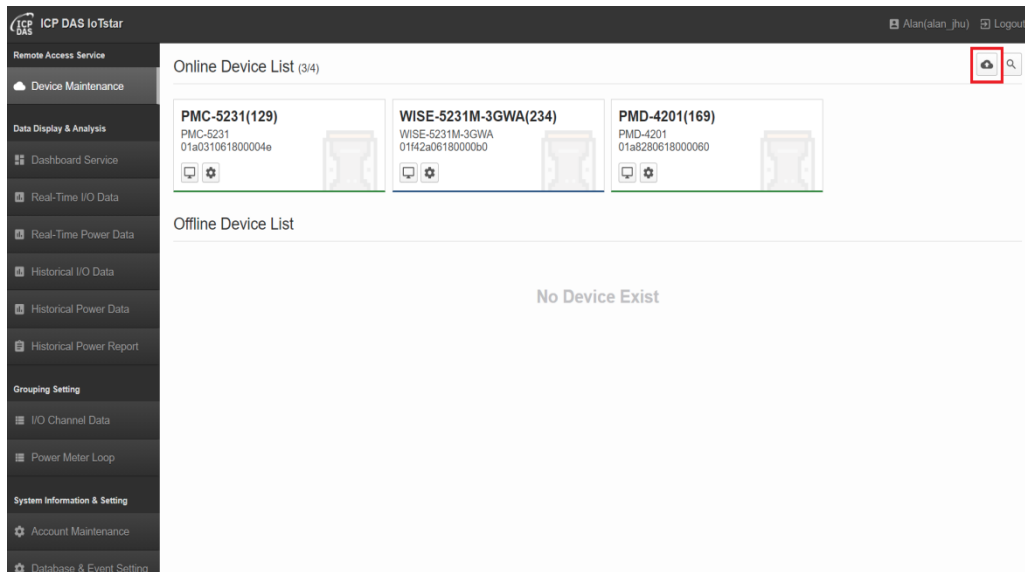 ICP DAS
ICP DAS IoTstar
Alan(alan_jhu)
Logout
Remote Access Service
Device Maintenance
Data Display & Analysis
Dashboard Service
Real-Time I/O Data
Real-Time Power Data
Historical I/O Data
Historical Power Data
Historical Power Report
Grouping Setting
I/O Channel Data
Power Meter Loop
System Information & Setting
Account Maintenance
Database & Event Setting
Online Device List (3/4)
PMC-5231(129)
PMC-5231
01a031061800004e
WISE-5231M-3GWA(234)
WISE-5231M-3GWA
01f42a06180000b0
PMD-4201(169)
PMD-4201
01a8280618000060
Offline Device List
No Device Exist